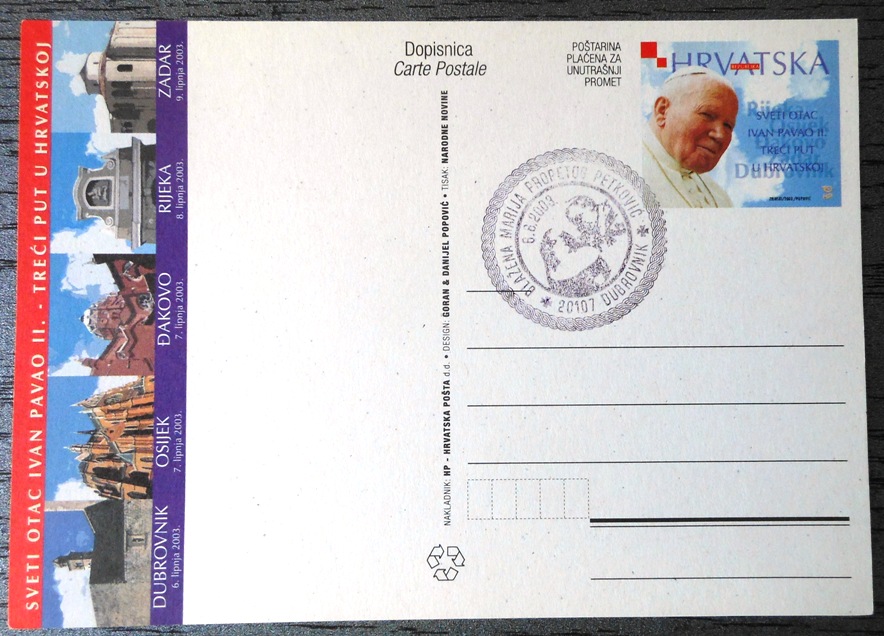 SVETI OTAC IVAN PAVAO II. - TREĆI PUT U HRVATSKOJ
ZADAR
9. lipnja 2003.
RIJEKA
8. lipnja 2003.
ĐAKOVO
7. lipnja 2003.
OSIJEK
7. lipnja 2003.
DUBROVNIK
6. lipnja 2003.
Dopisnica
Carte Postale
POŠTARINA
PLAĆENA ZA
UNUTRAŠNJI
PROMET
HRVATSKA
REPUBLIKA
Rijeka
Osijek
Dubrovnik
SVETI OTAC
IVAN PAVAO II.
TREĆI PUT
U HRVATSKOJ
BLAŽENA MARIJA PROPETOG PETKOVIĆ
6.6.2003
20107 DUBROVNIK
NAKLADNIK: HP - HRVATSKA POŠTA d.d. • DESIGN: GORAN & DANIJEL POPOVIĆ • TISAK: NARODNE NOVINE